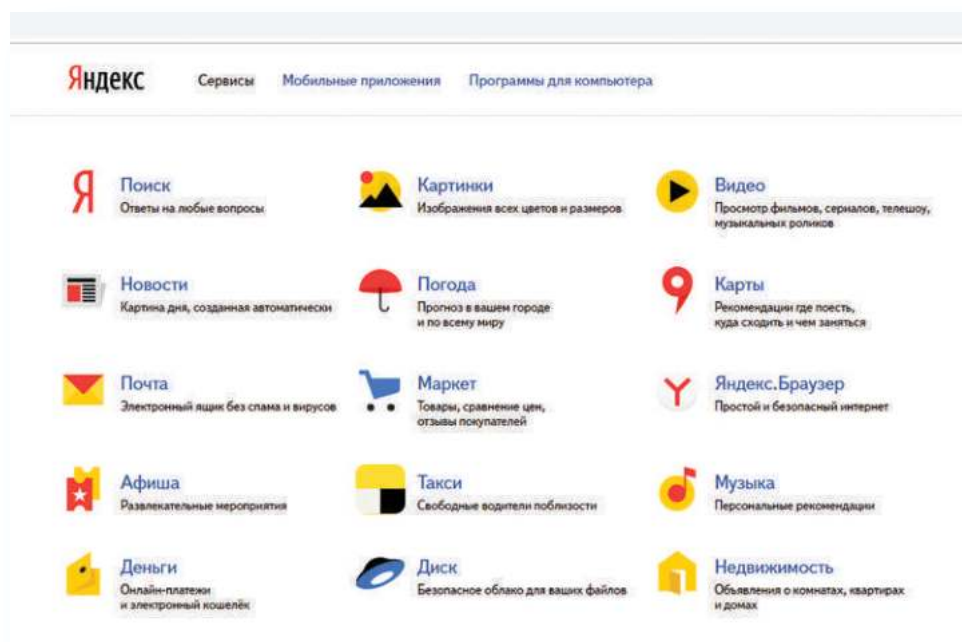 Яндекс Сервисы Мобильные приложения Программы для компьютера
Я Поиск
Ответы на любые вопросы
Картинки
Изображения всех цветов и размеров
Видео
Просмотр фильмов, сериалов, телешоу,
музыкальных роликов
Новости
Картина дня, созданная автоматически
Погода
Прогноз в вашем городе
и по всему миру
Карты
Рекомендации где поесть,
куда сходить и чем заняться
Почта
Электронный ящик без спама и вирусов
Маркет
Товары, сравнение цен,
отзывы покупателей
Яндекс.Браузер
Простой и безопасный интернет
Афиша
Развлекательные мероприятия
Такси
Свободные водители поблизости
Музыка
Персональные рекомендации
Деньги
Онлайн-платежи
и электронный кошелёк
Диск
Безопасное облако для ваших файлов
Недвижимость
Объявления о комнатах, квартирах
и домах